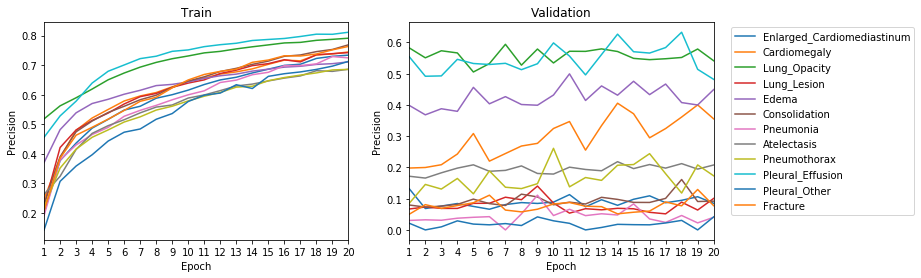 Train
Precision
0.8
0.7
0.6
0.5
0.4
0.3
0.2
1 2 3 4 5 6 7 8 9 10 11 12 13 14 15 16 17 18 19 20
Epoch
Validation
Precision
0.6
0.5
0.4
0.3
0.2
0.1
0.0
1 2 3 4 5 6 7 8 9 10 11 12 13 14 15 16 17 18 19 20
Epoch
Enlarged_Cardiomediastinum
Cardiomegaly
Lung_Opacity
Lung_Lesion
Edema
Consolidation
Pneumonia
Atelectasis
Pneumothorax
Pleural_Effusion
Pleural_Other
Fracture